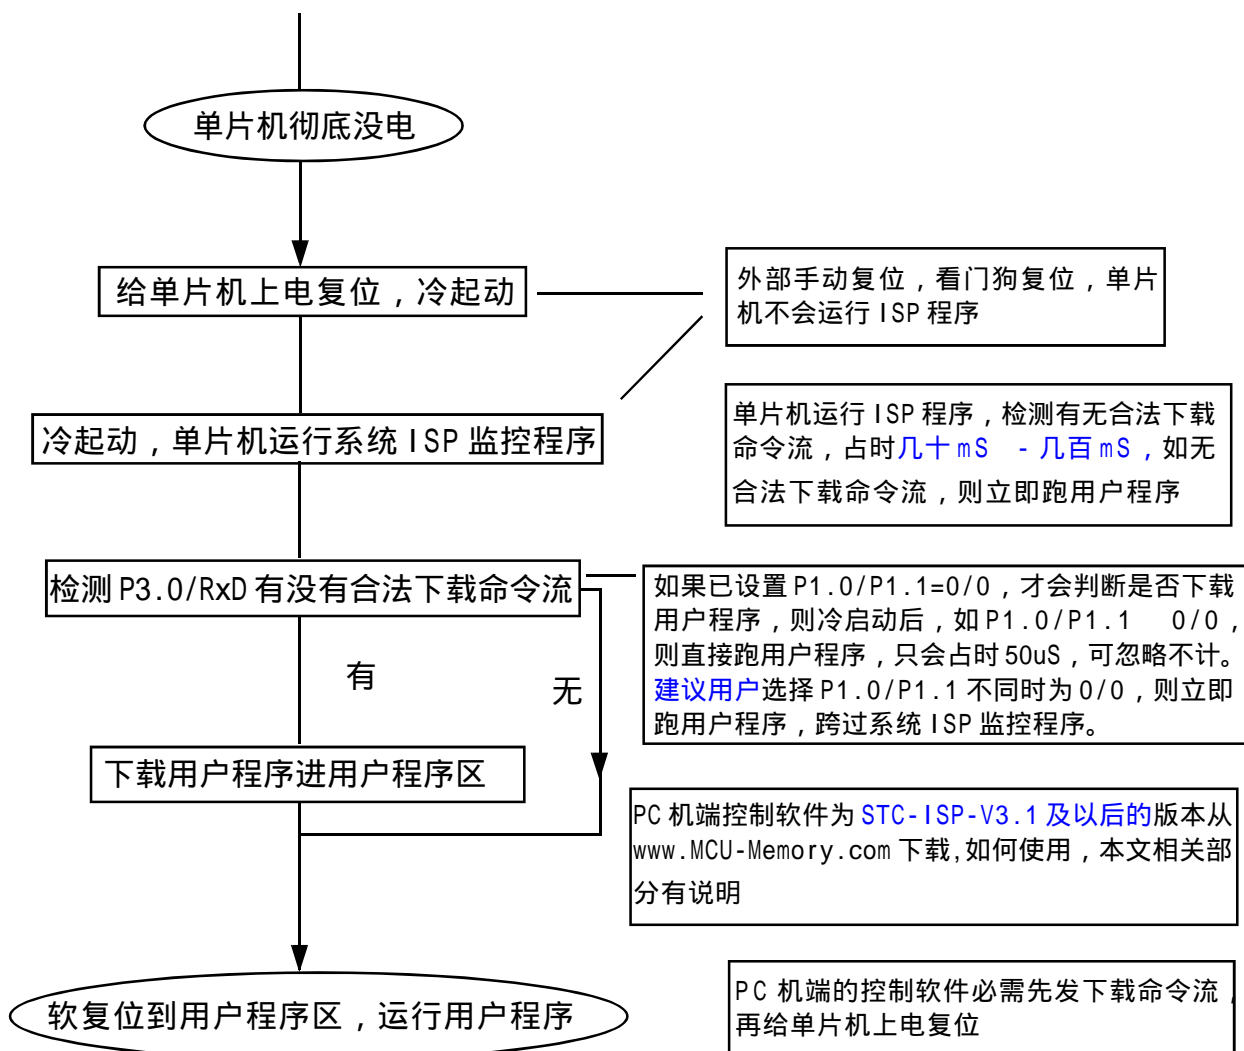 单片机彻底没电
给单片机上电复位，冷起动
外部手动复位，看门狗复位，单片
机不会运行 ISP 程序
冷起动，单片机运行系统 ISP 监控程序
单片机运行 ISP 程序，检测有无合法下载
命令流，占时几十mS - 几百mS，如无
合法下载命令流，则立即跑用户程序
检测 P3.0/RxD 有没有合法下载命令流
如果已设置 P1.0/P1.1=0/0，才会判断是否下载
用户程序，则冷启动后，如P1.0/P1.1 0/0，
则直接跑用户程序，只会占时 50uS，可忽略不计。
建议用户选择 P1.0/P1.1 不同时为0/0，则立即
跑用户程序，跨过系统 ISP 监控程序。
有
无
下载用户程序进用户程序区
PC 机端控制软件为 STC-ISP-V3.1 及以后的版本从
www.MCU-Memory.com 下载,如何使用，本文相关部
分有说明
软复位到用户程序区，运行用户程序
PC 机端的控制软件必需先发下载命令流，
再给单片机上电复位